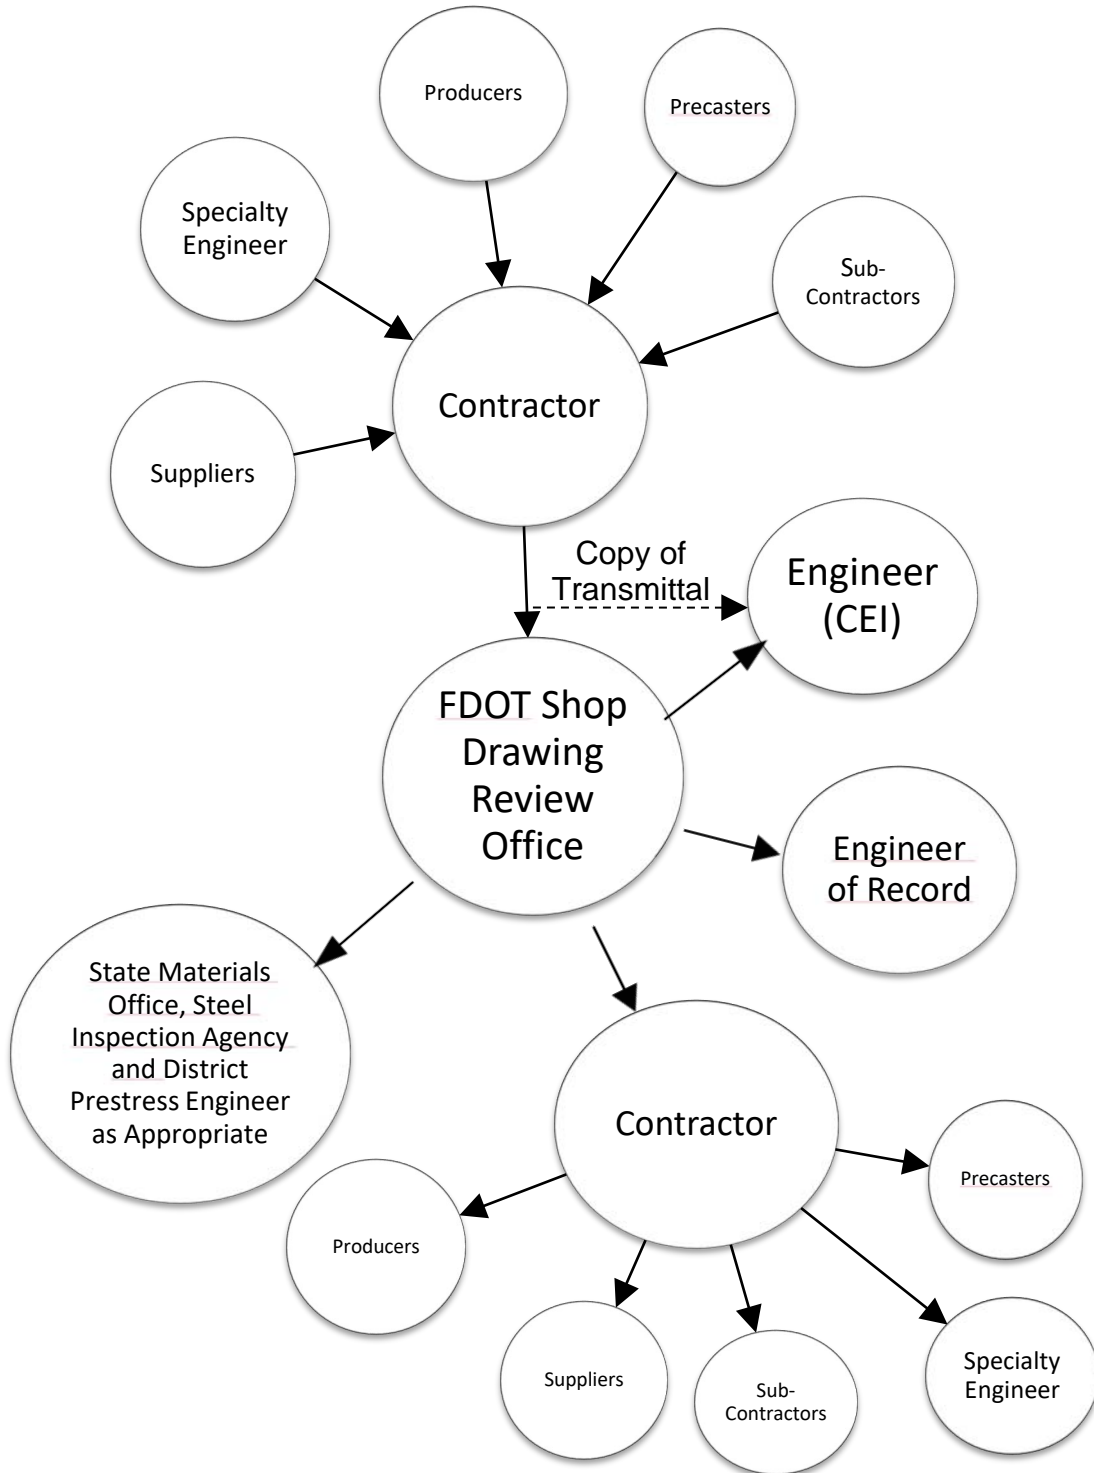 Producers
Precasters
Specialty
Engineer
Sub-
Contractors
Contractor
Suppliers
Copy of
Transmittal
Engineer
(CEI)
FDOT Shop
Drawing
Review
Office
Engineer
of Record
State Materials
Office, Steel
Inspection Agency
and District
Prestress Engineer
as Appropriate
Contractor
Precasters
Producers
Suppliers
Sub-
Contractors
Specialty
Engineer